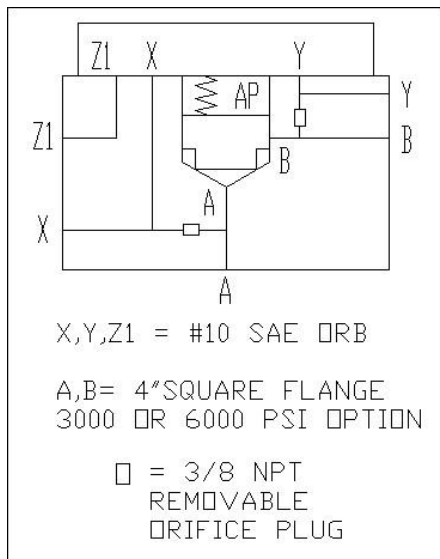 Z1 X Y
AP Y
Z1 B
B
A
X
A
X,Y,Z1 = #10 SAE ORB
A,B= 4"SQUARE FLANGE
3000 OR 6000 PSI OPTION
= 3/8 NPT
REMOVABLE
ORIFICE PLUG